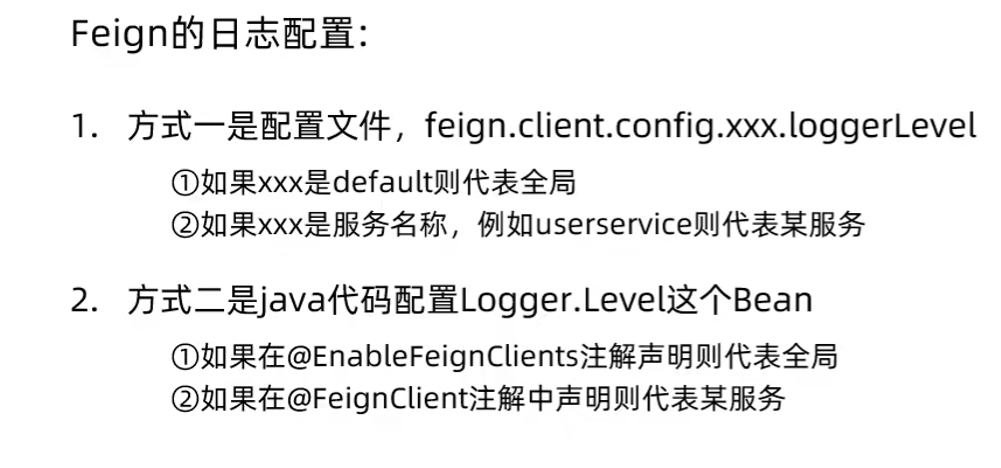 Feign的日志配置:
1. 方式一是配置文件，feign.client.config.xxx.loggerLevel
①如果xxx是default则代表全局
②如果xxx是服务名称，例如userservice则代表某服务
2. 方式二是java代码配置Logger.Level这个Bean
①如果在@EnableFeignClients注解声明则代表全局
②如果在@FeignClient注解中声明则代表某服务